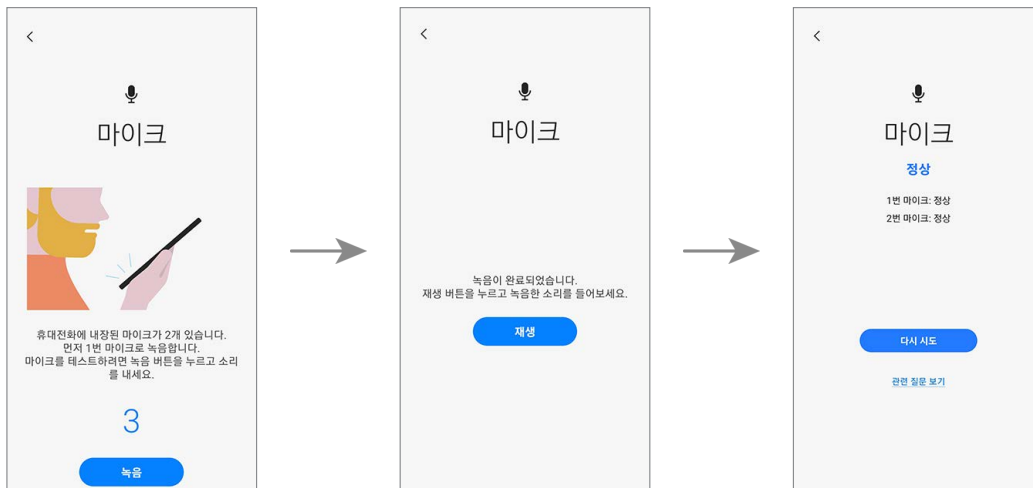 마이크
휴대전화에 내장된 마이크가 2개 있습니다.
먼저 1번 마이크로 녹음합니다.
마이크를 테스트하려면 녹음 버튼을 누르고 소리
를 내세요.
3
녹음
마이크
녹음이 완료되었습니다.
재생 버튼을 누르고 녹음한 소리를 들어보세요.
재생
마이크
정상
1번 마이크: 정상
2번 마이크: 정상
다시 시도
관련 질문 보기